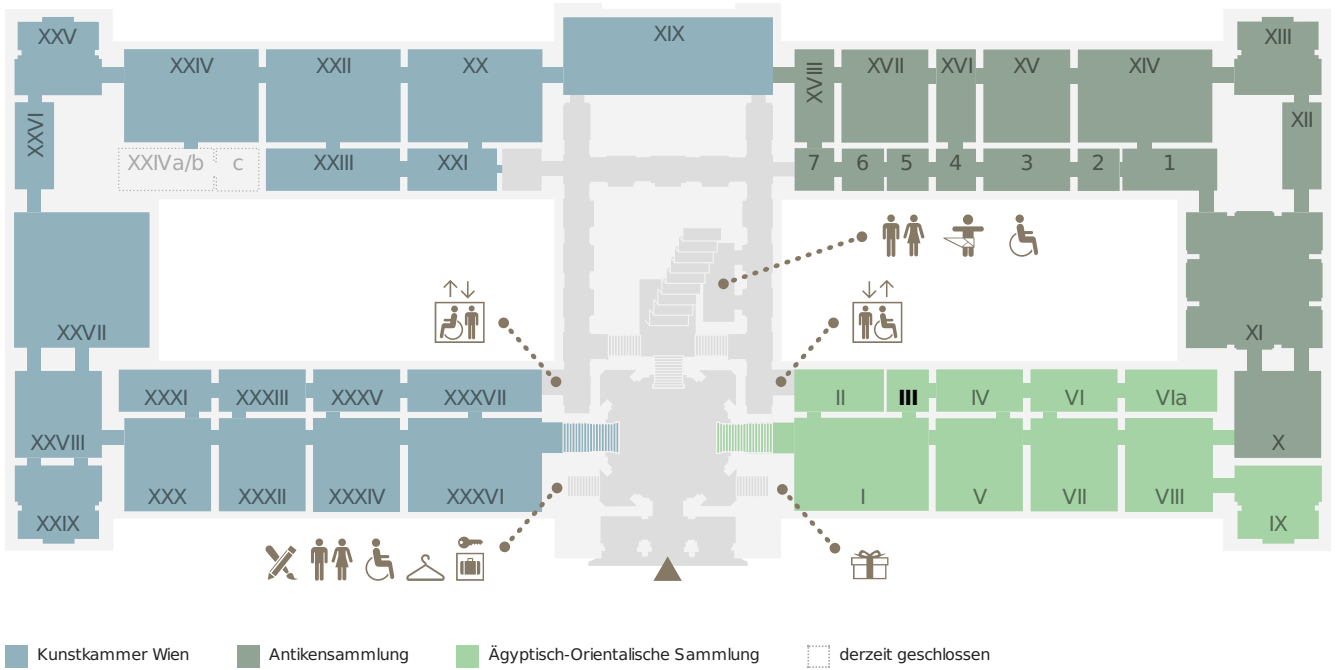 XXV
XXIV
XXII
XX
XIX
XVIII
XVII
XVI
XV
XIV
XIII
XXVI
XII
XXIVa/b
c
XXIII
XXI
7
6
5
4
3
2
1
XXVII
XI
XXXI
XXXIII
XXXV
XXXVII
II
III
IV
VI
VIa
XXVIII
X
XXX
XXXII
XXXIV
XXXVI
I
V
VII
VIII
XXIX
IX
Kunstkammer Wien
Antikensammlung
Ägyptisch-Orientalische Sammlung
derzeit geschlossen